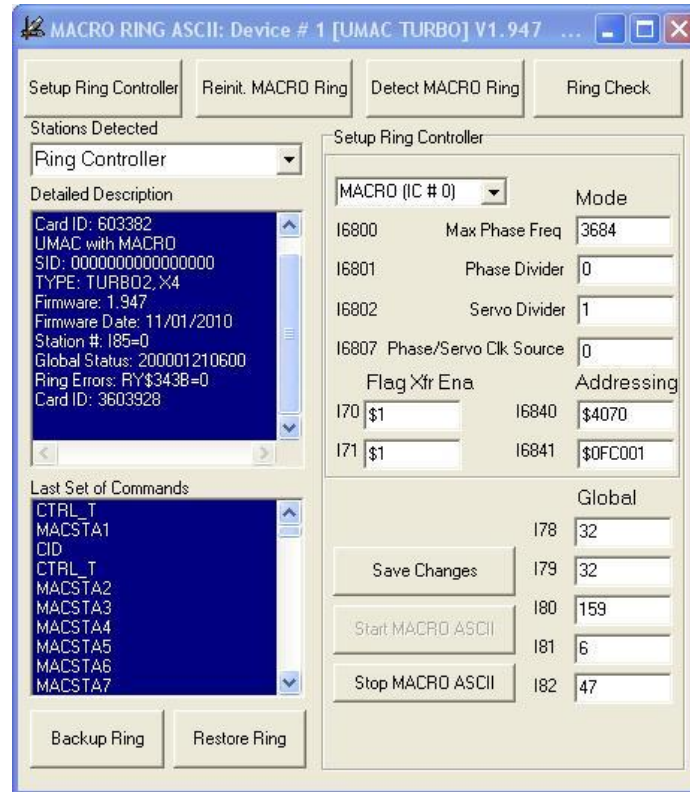 MACRO RING ASCII: Device # 1 [UMAC TURBO] V1.947 ...
Setup Ring Controller Reinit. MACRO Ring Detect MACRO Ring Ring Check
Stations Detected
Ring Controller
Detailed Description
Card ID: 603382
UMAC with MACRO
SID: 0000000000000000
TYPE: TURBO2, X4
Firmware: 1.947
Firmware Date: 11/01/2010
Station #: I85=0
Global Status: 200001210600
Ring Errors: RY$343B=0
Card ID: 3603928
Last Set of Commands
CTRL_T
MACSTA1
CID
CTRL_T
MACSTA2
MACSTA3
MACSTA4
MACSTA5
MACSTA6
MACSTA7
Backup Ring Restore Ring
Setup Ring Controller
MACRO (IC # 0) Mode
I6800 Max Phase Freq 3684
I6801 Phase Divider 0
I6802 Servo Divider 1
I6807 Phase/Servo Clk Source 0
Flag Xfr Ena Addressing
I70 $1 I6840 $4070
I71 $1 I6841 $0FC001
Global
I78 32
Save Changes I79 32
Start MACRO ASCII I80 159
I81 6
Stop MACRO ASCII I82 47